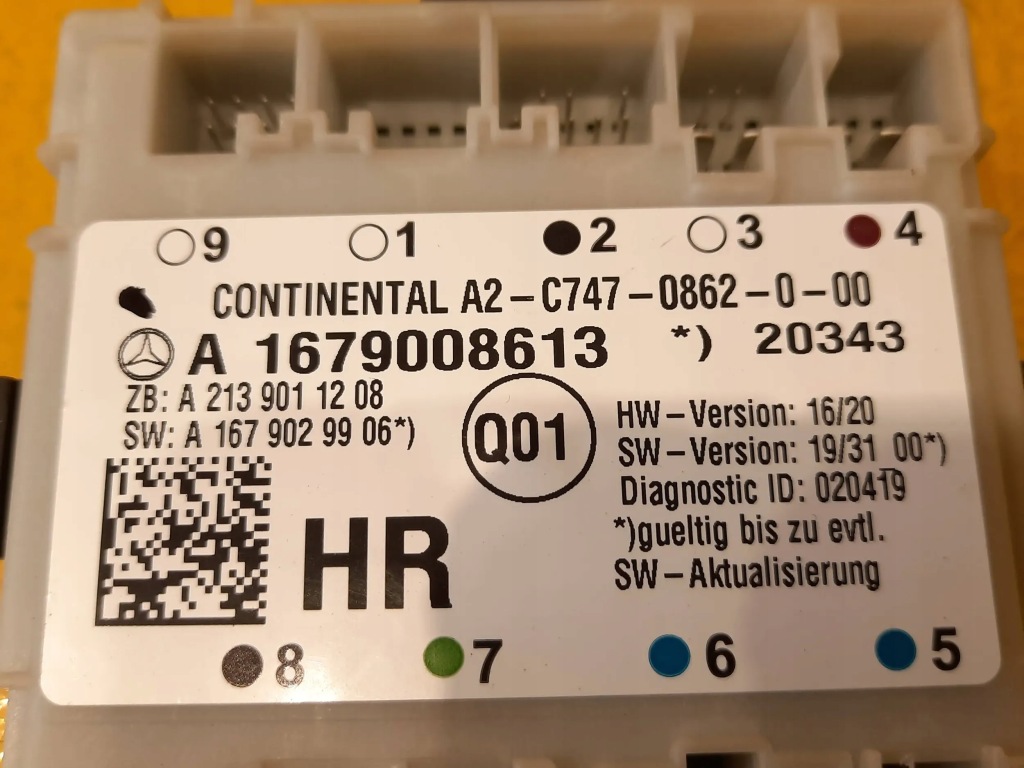 9 1 2 3 4
CONTINENTAL A2-C747-0862-0-00
A 1679008613 *) 20343
ZB: A 213 901 12 08
SW: A 167 902 99 06*)
Q01
HW-Version: 16/20
SW-Version: 19/31 00*)
Diagnostic ID: 020419
*)gueltig bis zu evtl.
SW-Aktualisierung
HR
8 7 6 5